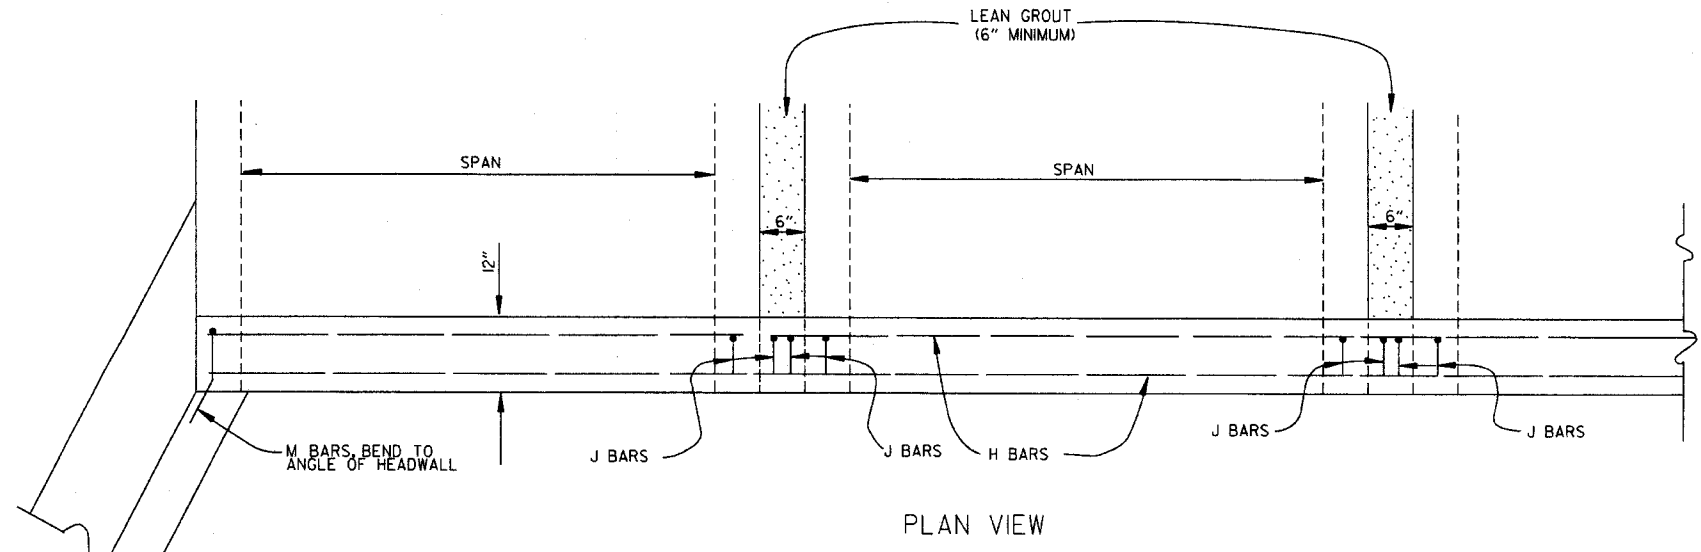 LEAN GROUT
(6" MINIMUM)
SPAN
SPAN
6"
6"
12"
M BARS, BEND TO
ANGLE OF HEADWALL
J BARS
J BARS
H BARS
J BARS
J BARS
PLAN VIEW